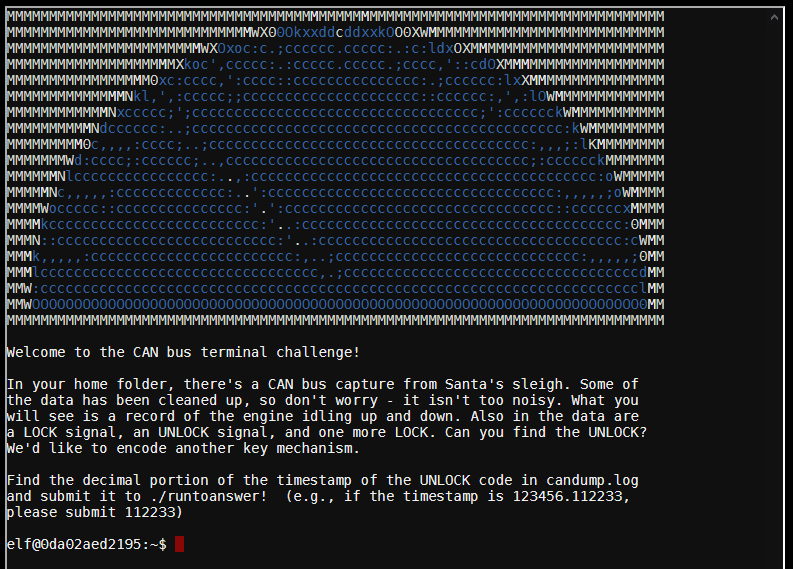 Welcome to the CAN bus terminal challenge!
In your home folder, there's a CAN bus capture from Santa's sleigh. Some of
the data has been cleaned up, so don't worry - it isn't too noisy. What you
will see is a record of the engine idling up and down. Also in the data are
a LOCK signal, an UNLOCK signal, and one more LOCK. Can you find the UNLOCK?
We'd like to encode another key mechanism.
Find the decimal portion of the timestamp of the UNLOCK code in candump.log
and submit it to ./runtoanswer!  (e.g., if the timestamp is 123456.112233,
please submit 112233)
elf@0da02aed2195:~$